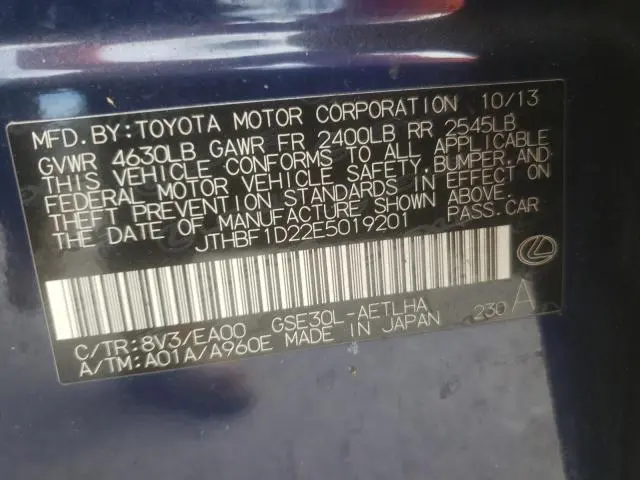 MFD.BY:TOYOTA MOTOR CORPORATION 10/13
GVWR 4630LB GAWR FR 2400LB RR 2545LB
THIS VEHICLE CONFORMS TO ALL APPLICABLE
FEDERAL MOTOR VEHICLE SAFETY,BUMPER,AND
THEFT PREVENTION STANDARDS IN EFFECT ON
THE DATE OF MANUFACTURE SHOWN ABOVE.
JTHBF1D22E5019201 PASS.CAR
C/TR:8V3/EA00 GSE30L-AETLHA 230 A
A/TM:A01A/A960E MADE IN JAPAN